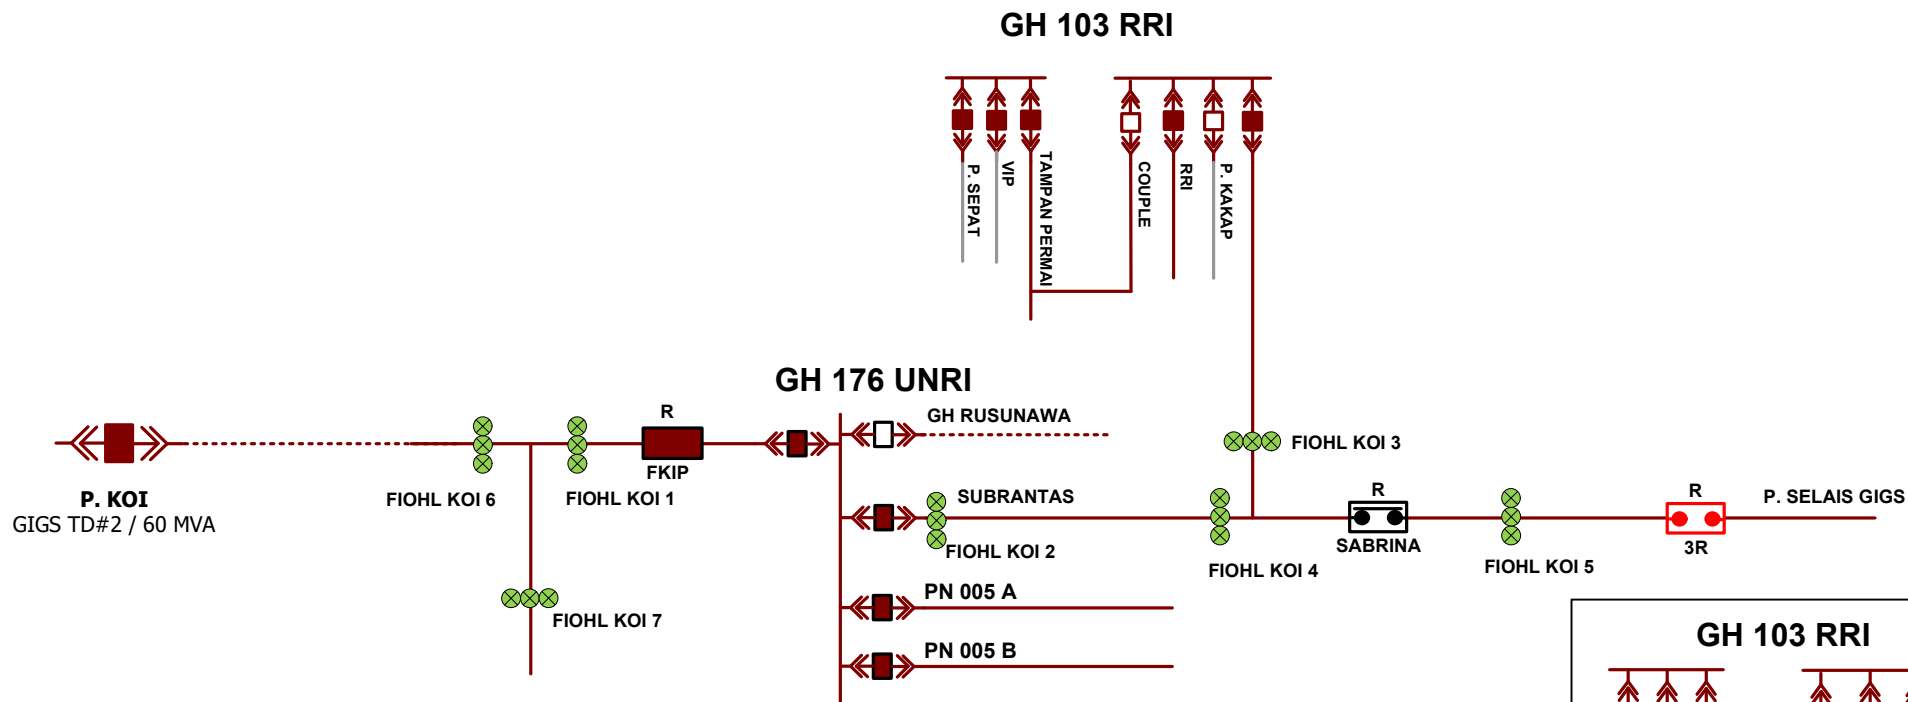 GH 103 RRI
P. SEPAT
VIP
TAMPAN PERMAI
COUPLE
RRI
P. KAKAP
GH 176 UNRI
R
FKIP
GH RUSUNAWA
FIOHL KOI 3
P. KOI
GIGS TD#2 / 60 MVA
FIOHL KOI 6
FIOHL KOI 1
SUBRANTAS
R
SABRINA
R
3R
P. SELAIS GIGS
FIOHL KOI 2
FIOHL KOI 4
FIOHL KOI 5
PN 005 A
FIOHL KOI 7
PN 005 B
GH 103 RRI